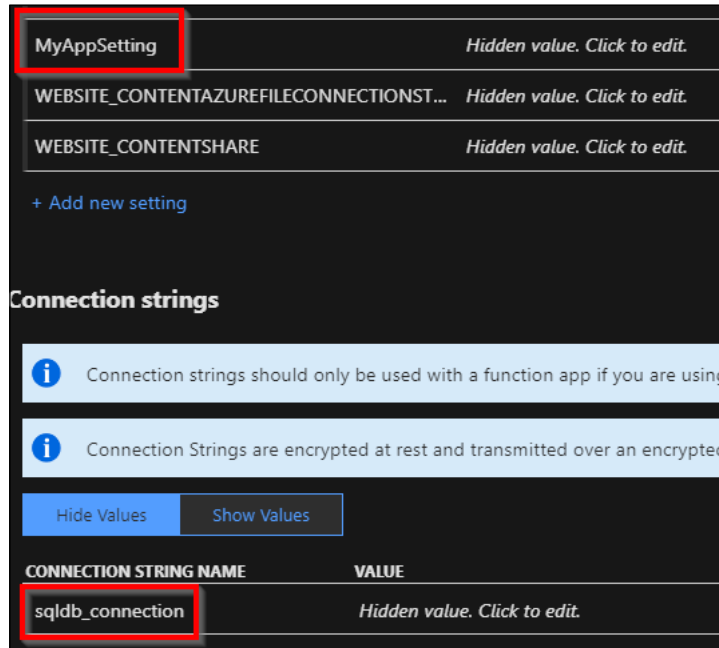 MyAppSetting Hidden value. Click to edit.
WEBSITE_CONTENTAZUREFILECONNECTIONST... Hidden value. Click to edit.
WEBSITE_CONTENTSHARE Hidden value. Click to edit.
+ Add new setting
Connection strings
Connection strings should only be used with a function app if you are using
Connection Strings are encrypted at rest and transmitted over an encrypted
Hide Values Show Values
CONNECTION STRING NAME VALUE
sqldb_connection Hidden value. Click to edit.